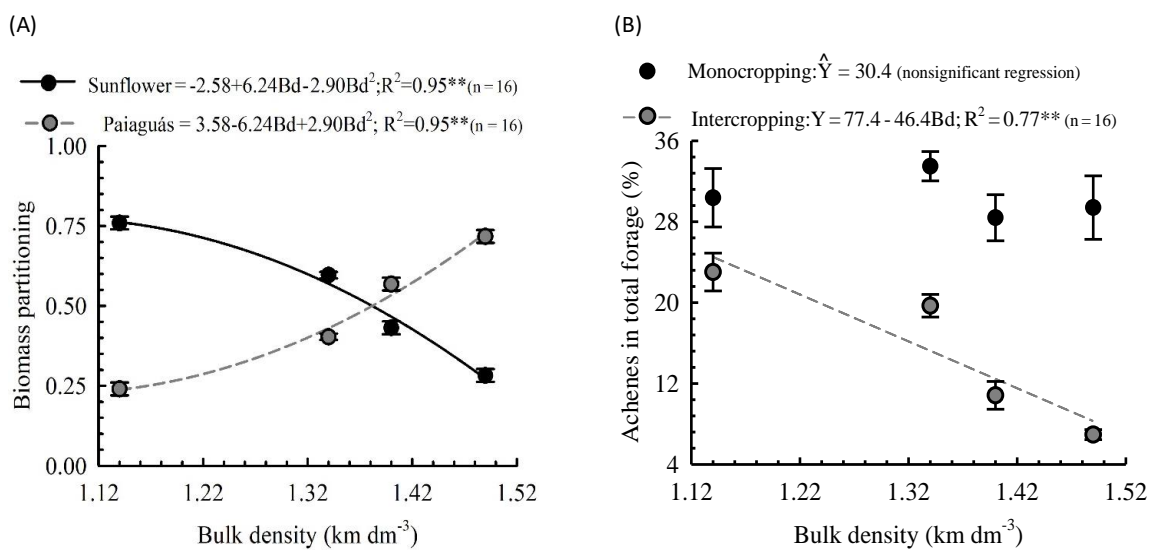 (A)
Sunflower = -2.58+6.24Bd-2.90Bd²;R²=0.95**(n = 16)
Paiaguás = 3.58-6.24Bd+2.90Bd²; R²=0.95**(n = 16)
1.00
0.75
0.50
0.25
0.00
Biomass partitioning
1.12 1.22 1.32 1.42 1.52
Bulk density (km dm⁻³)
(B)
Monocropping:Ŷ = 30.4 (nonsignificant regression)
Intercropping:Y = 77.4 - 46.4Bd; R² = 0.77** (n = 16)
36
28
20
12
4
Achenes in total forage (%)
1.12 1.22 1.32 1.42 1.52
Bulk density (km dm⁻³)